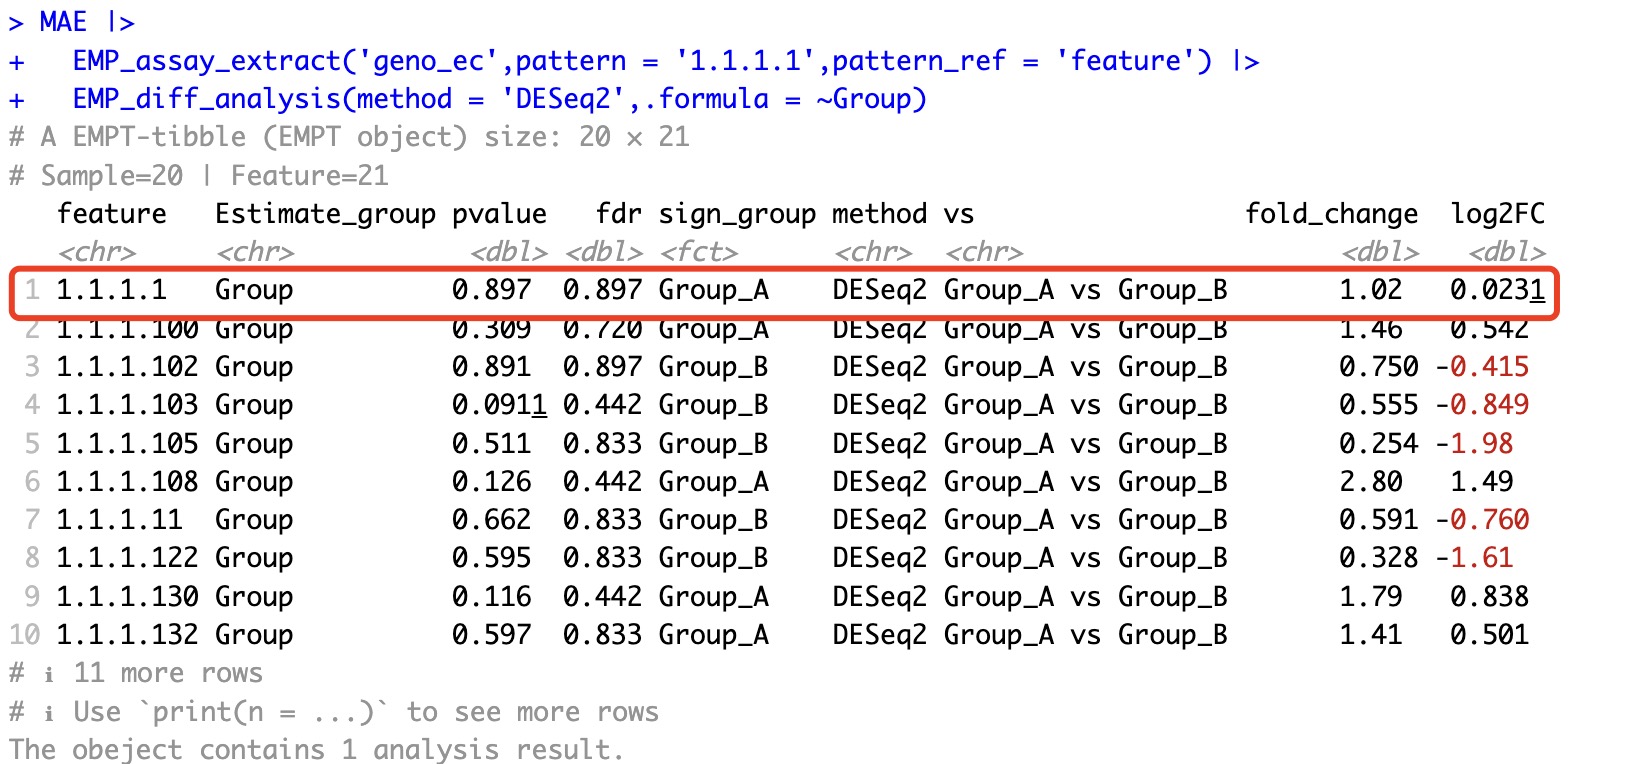 > MAE |>
+   EMP_assay_extract('geno_ec',pattern = '1.1.1.1',pattern_ref = 'feature') |>
+   EMP_diff_analysis(method = 'DESeq2',.formula = ~Group)
# A EMPT-tibble (EMPT object) size: 20 × 21
# Sample=20 | Feature=21
feature Estimate_group pvalue fdr sign_group method vs fold_change log2FC
<chr> <chr> <dbl> <dbl> <fct> <chr> <chr> <dbl> <dbl>
1 1.1.1.1 Group 0.897 0.897 Group_A DESeq2 Group_A vs Group_B 1.02 0.0231
2 1.1.1.100 Group 0.309 0.720 Group_A DESeq2 Group_A vs Group_B 1.46 0.542
3 1.1.1.102 Group 0.891 0.897 Group_B DESeq2 Group_A vs Group_B 0.750 -0.415
4 1.1.1.103 Group 0.0911 0.442 Group_B DESeq2 Group_A vs Group_B 0.555 -0.849
5 1.1.1.105 Group 0.511 0.833 Group_B DESeq2 Group_A vs Group_B 0.254 -1.98
6 1.1.1.108 Group 0.126 0.442 Group_A DESeq2 Group_A vs Group_B 2.80 1.49
7 1.1.1.11 Group 0.662 0.833 Group_B DESeq2 Group_A vs Group_B 0.591 -0.760
8 1.1.1.122 Group 0.595 0.833 Group_B DESeq2 Group_A vs Group_B 0.328 -1.61
9 1.1.1.130 Group 0.116 0.442 Group_A DESeq2 Group_A vs Group_B 1.79 0.838
10 1.1.1.132 Group 0.597 0.833 Group_A DESeq2 Group_A vs Group_B 1.41 0.501
# ℹ 11 more rows
# ℹ Use `print(n = ...)` to see more rows
The obeject contains 1 analysis result.